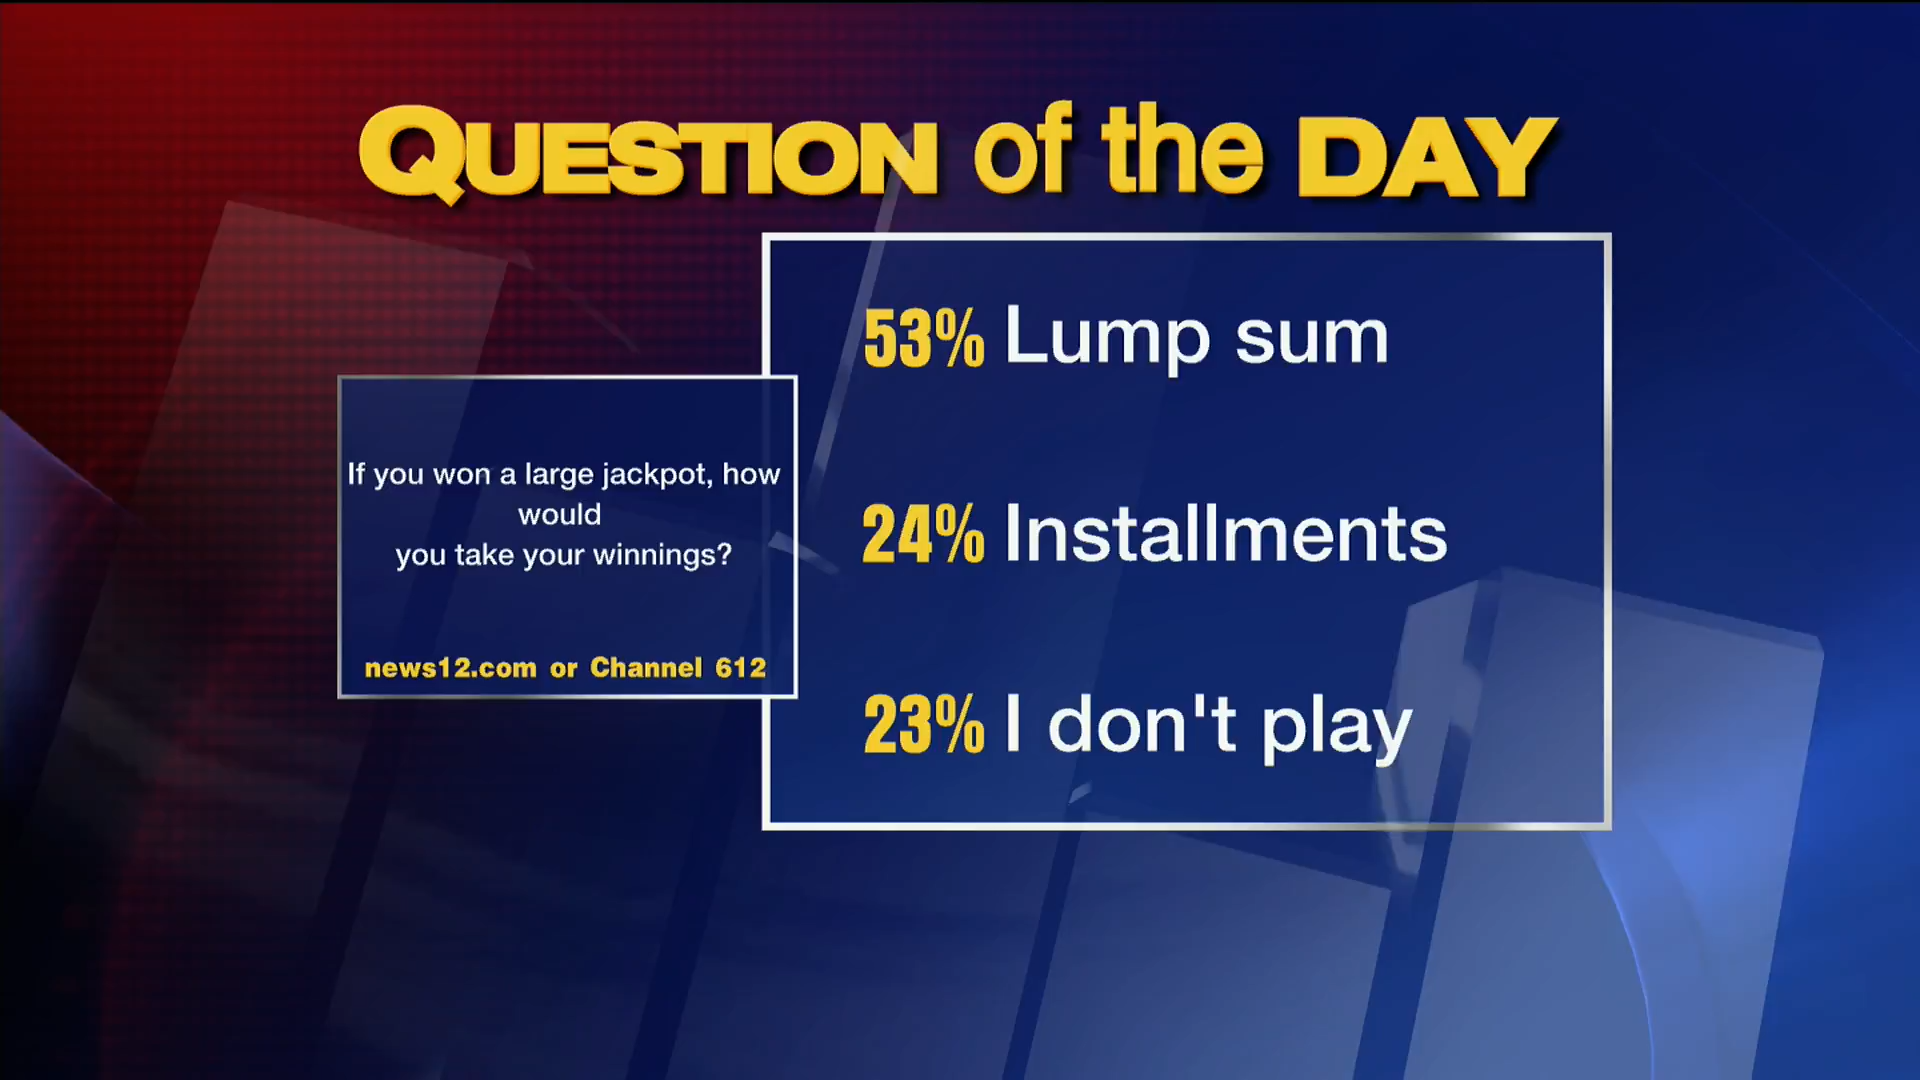 QUESTION of the DAY
If you won a large jackpot, how
would
you take your winnings?
news12.com or Channel 612
53% Lump sum
24% Installments
23% I don't play